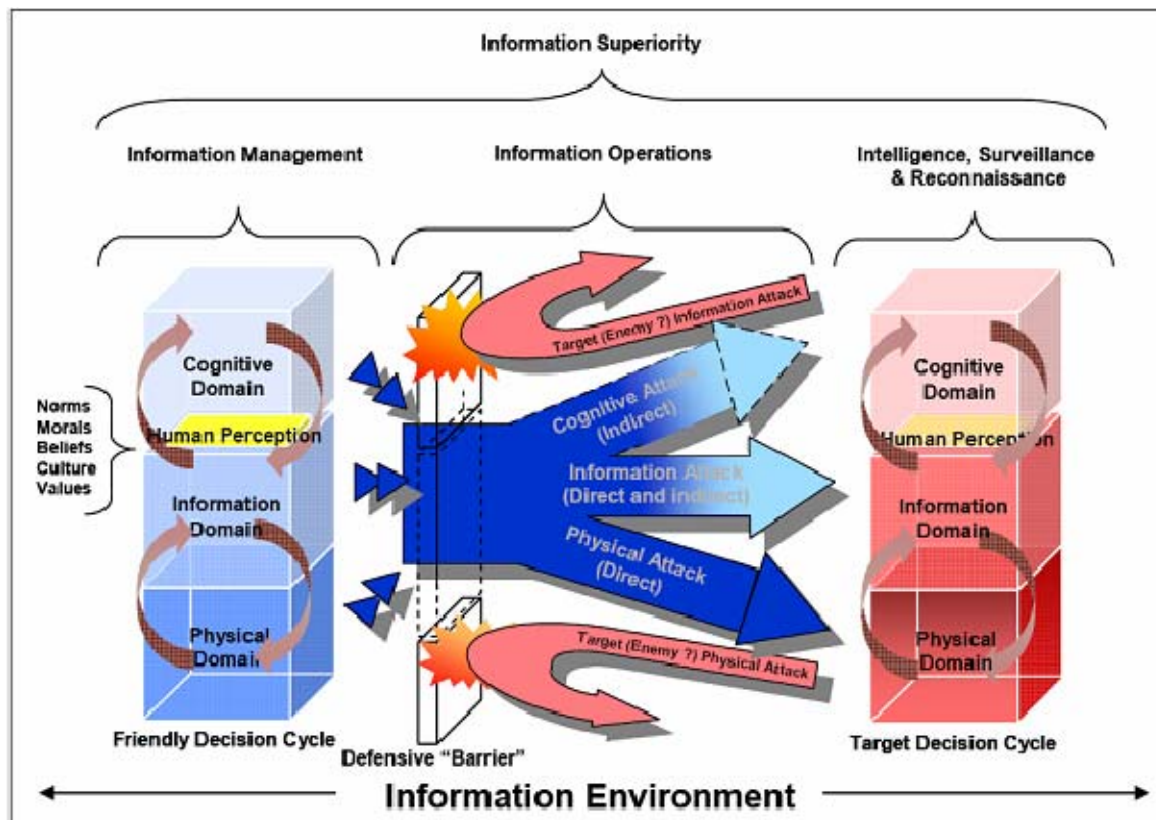 Information Superiority
Information Management
Information Operations
Intelligence, Surveillance
& Reconnaissance
Norms
Morals
Beliefs
Culture
Values
Cognitive
Domain
Human Perception
Information
Domain
Physical
Domain
Friendly Decision Cycle
Target (Enemy ?) Information Attack
Cognitive Attack
(Indirect)
Information Attack
(Direct and indirect)
Physical Attack
(Direct)
Target (Enemy ?) Physical Attack
Defensive “Barrier”
Cognitive
Domain
Human Perception
Information
Domain
Physical
Domain
Target Decision Cycle
Information Environment